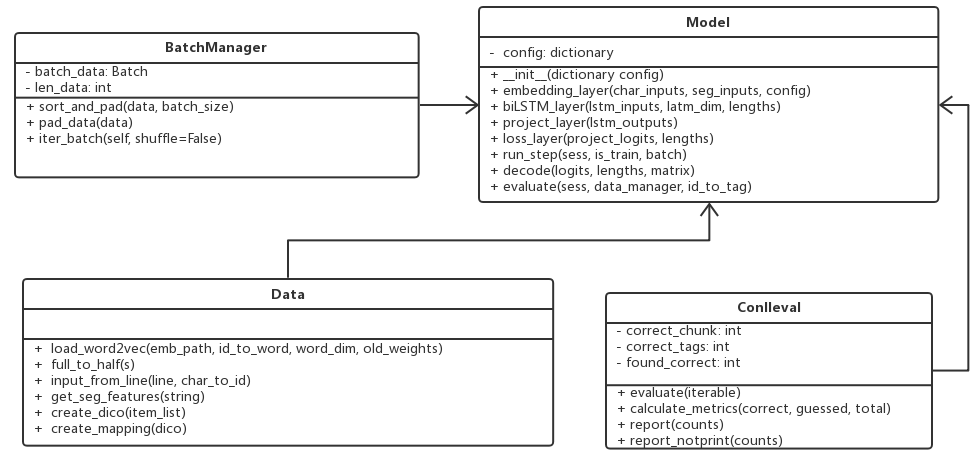 BatchManager
- batch_data: Batch
- len_data: int
+ sort_and_pad(data, batch_size)
+ pad_data(data)
+ iter_batch(self, shuffle=False)
Model
- config: dictionary
+ __init__(dictionary config)
+ embedding_layer(char_inputs, seg_inputs, config)
+ biLSTM_layer(lstm_inputs, latm_dim, lengths)
+ project_layer(lstm_outputs)
+ loss_layer(project_logits, lengths)
+ run_step(sess, is_train, batch)
+ decode(logits, lengths, matrix)
+ evaluate(sess, data_manager, id_to_tag)
Data
+ load_word2vec(emb_path, id_to_word, word_dim, old_weights)
+ full_to_half(s)
+ input_from_line(line, char_to_id)
+ get_seg_features(string)
+ create_dico(item_list)
+ create_mapping(dico)
Conlleval
- correct_chunk: int
- correct_tags: int
- found_correct: int
+ evaluate(iterable)
+ calculate_metrics(correct, guessed, total)
+ report(counts)
+ report_notprint(counts)